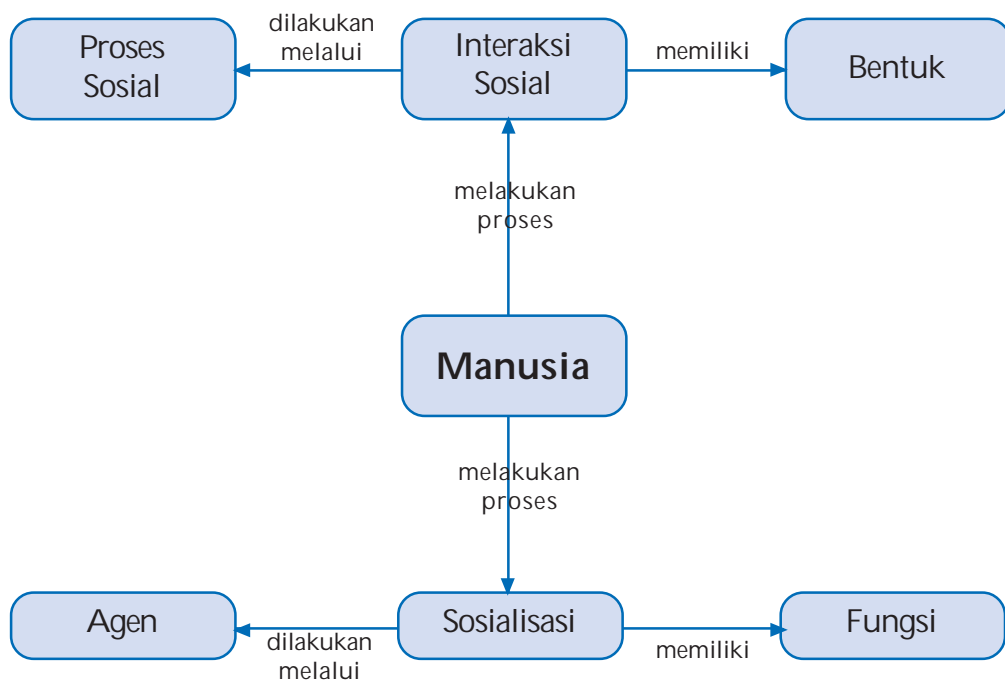 Proses
Sosial
dilakukan
melalui
Interaksi
Sosial
memiliki
Bentuk
melakukan
proses
Manusia
melakukan
proses
Agen
dilakukan
melalui
Sosialisasi
memiliki
Fungsi